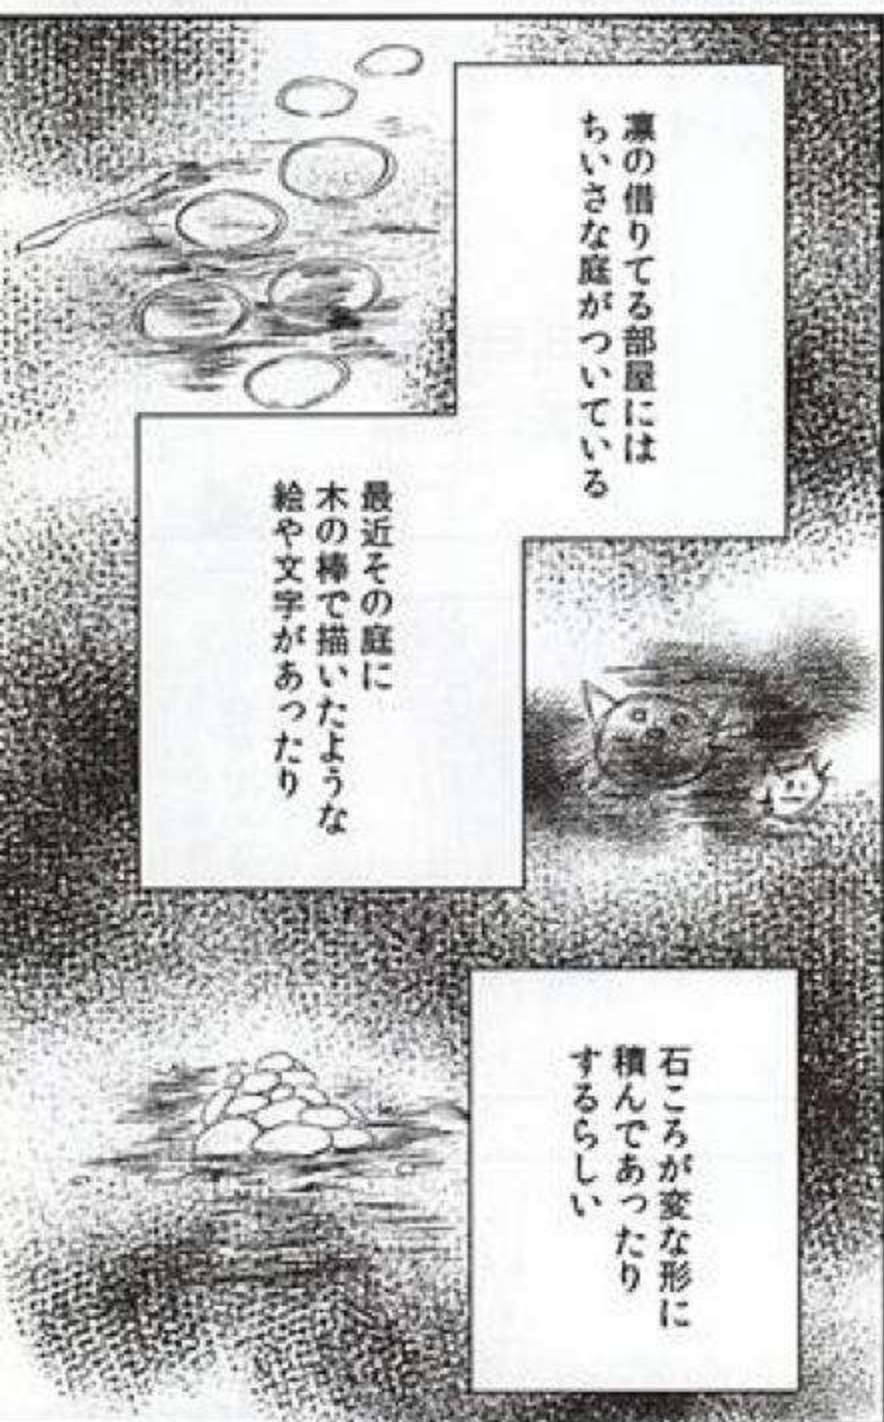 凛の借りてる部屋には
ちいさな庭がついている
最近その庭に
木の棒で描いたような
絵や文字があったり
石ころが変な形に
積んであったり
するらしい